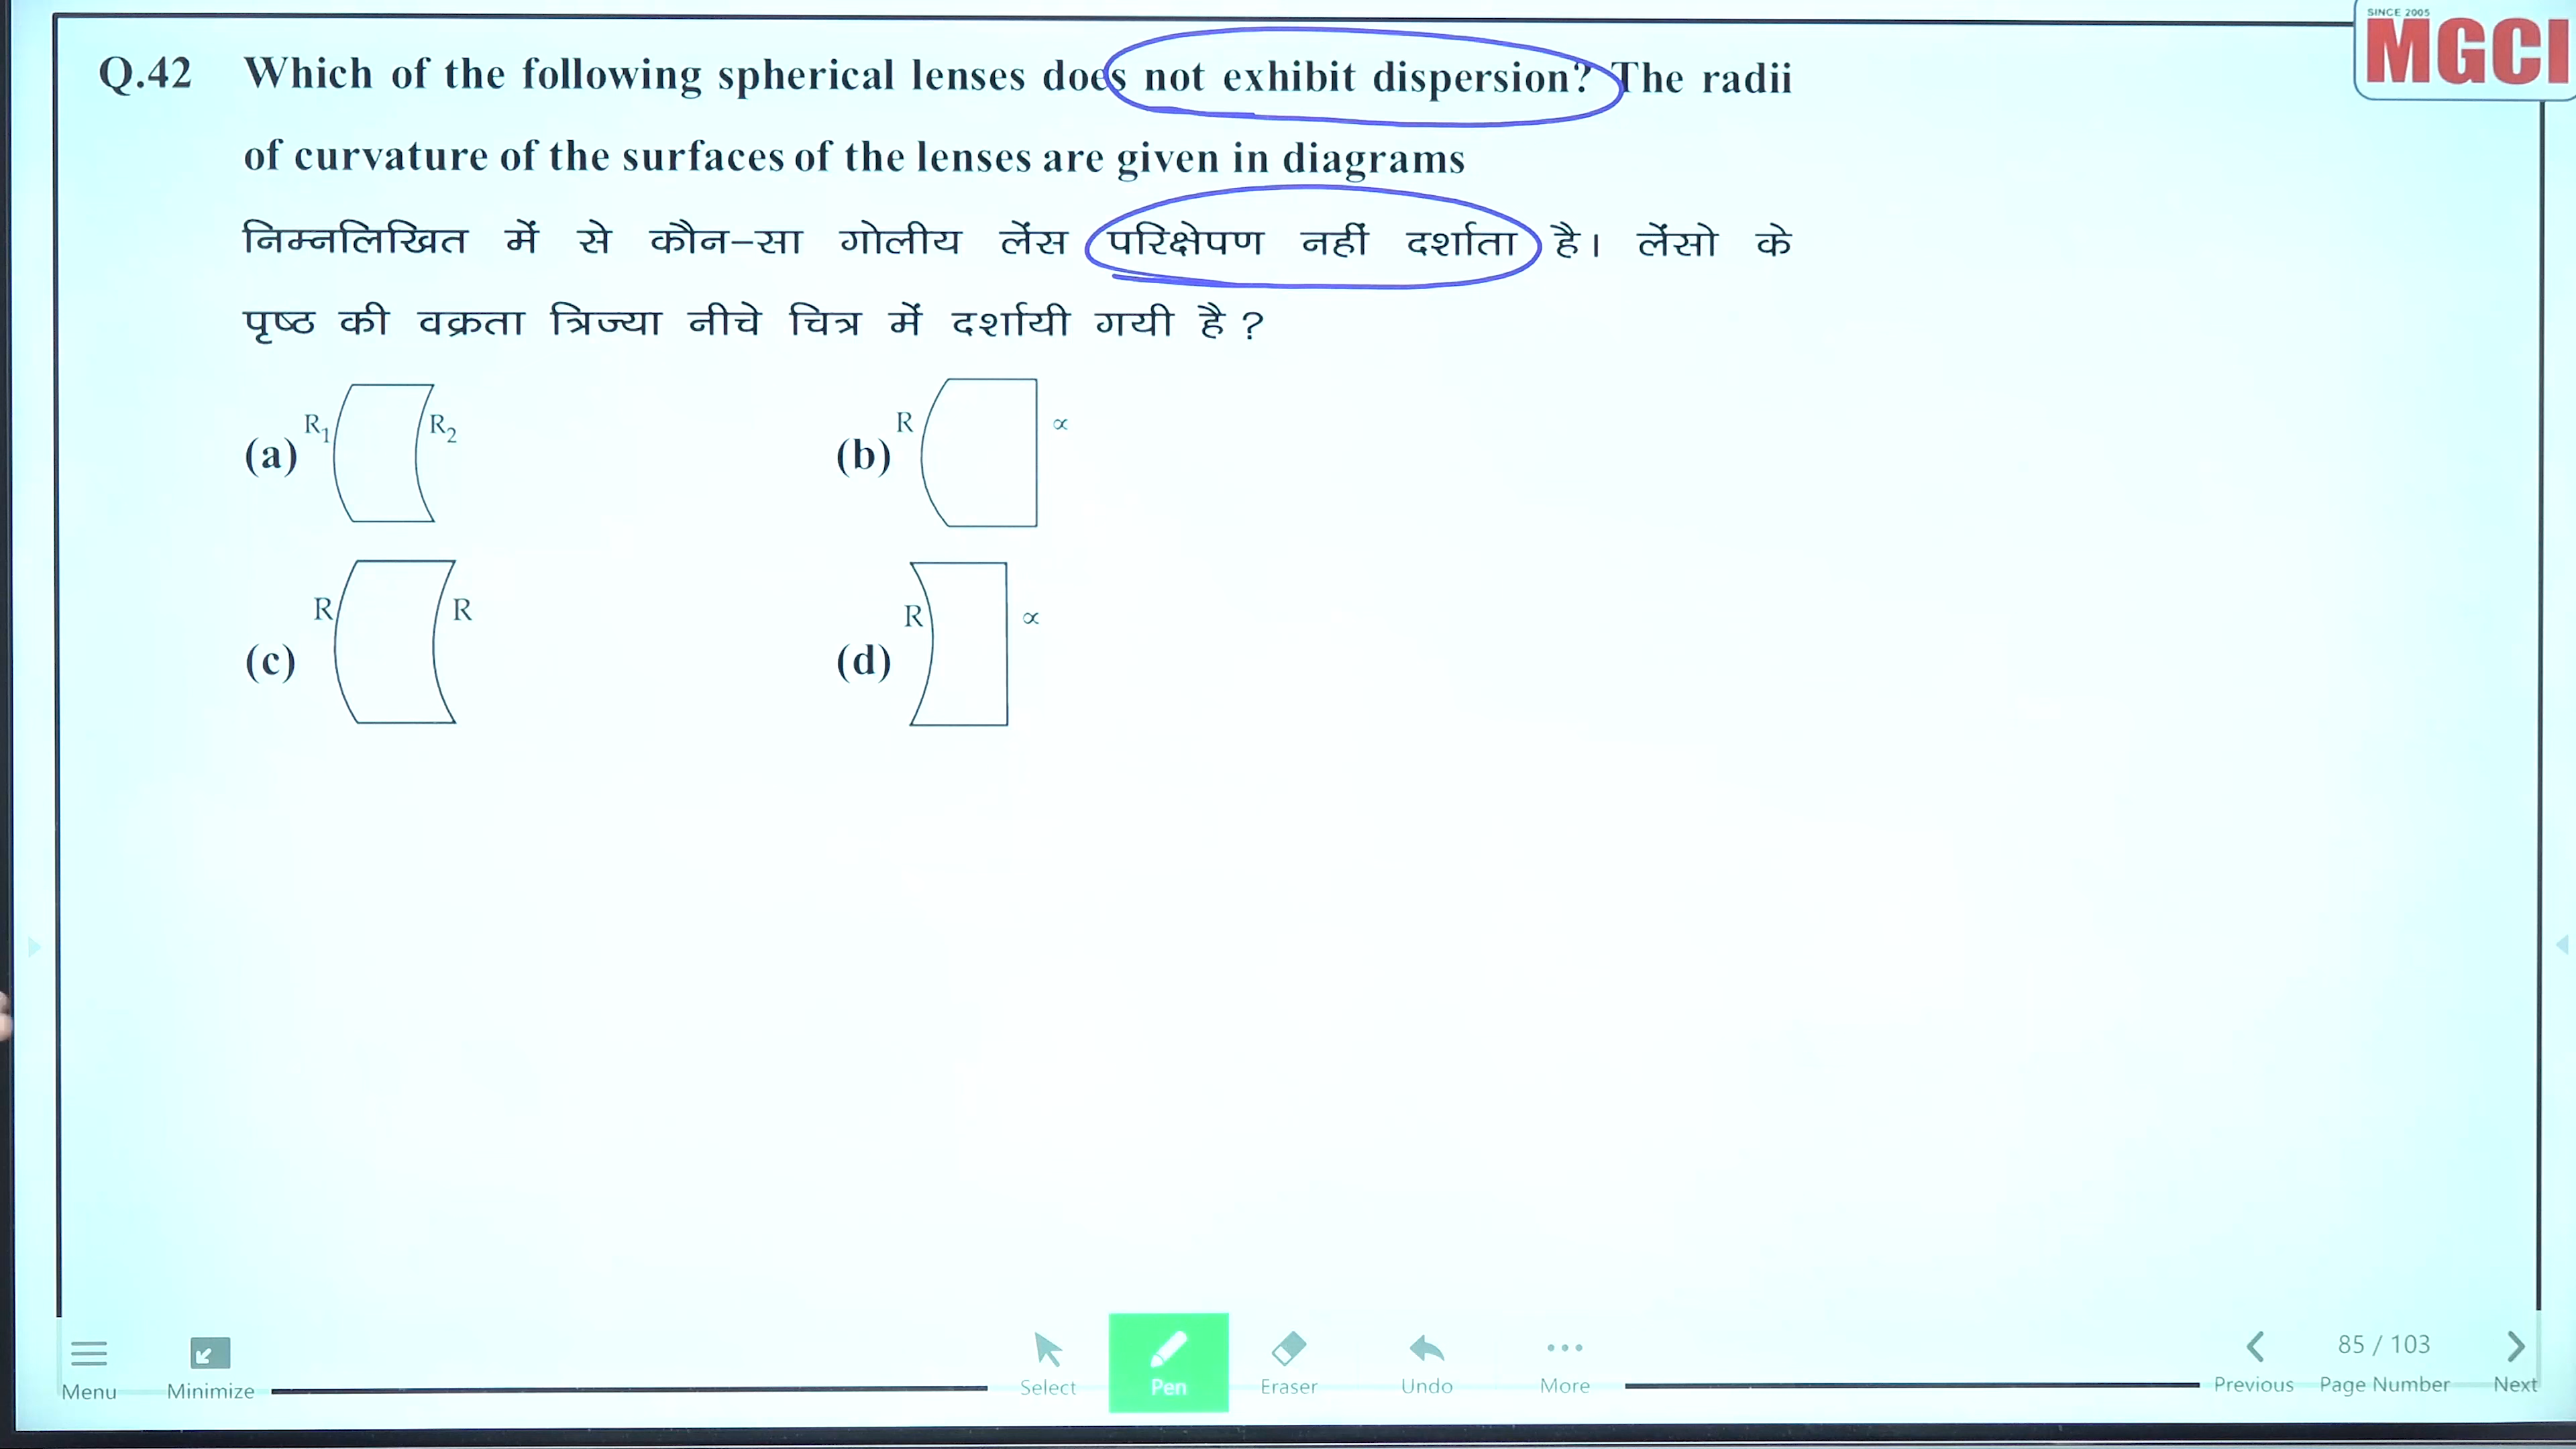 SINCE 2005
MGCI
Q.42 Which of the following spherical lenses does not exhibit dispersion? The radii
of curvature of the surfaces of the lenses are given in diagrams
निम्नलिखित में से कौन-सा गोलीय लेंस परिक्षेपण नहीं दर्शाता है। लेंसो के
पृष्ठ की वक्रता त्रिज्या नीचे चित्र में दर्शायी गयी है ?
(a) R1 R2
(b) R ∝
(c) R R
(d) R ∝
Menu Minimize Select Pen Eraser Undo More Previous 85 / 103 Page Number Next